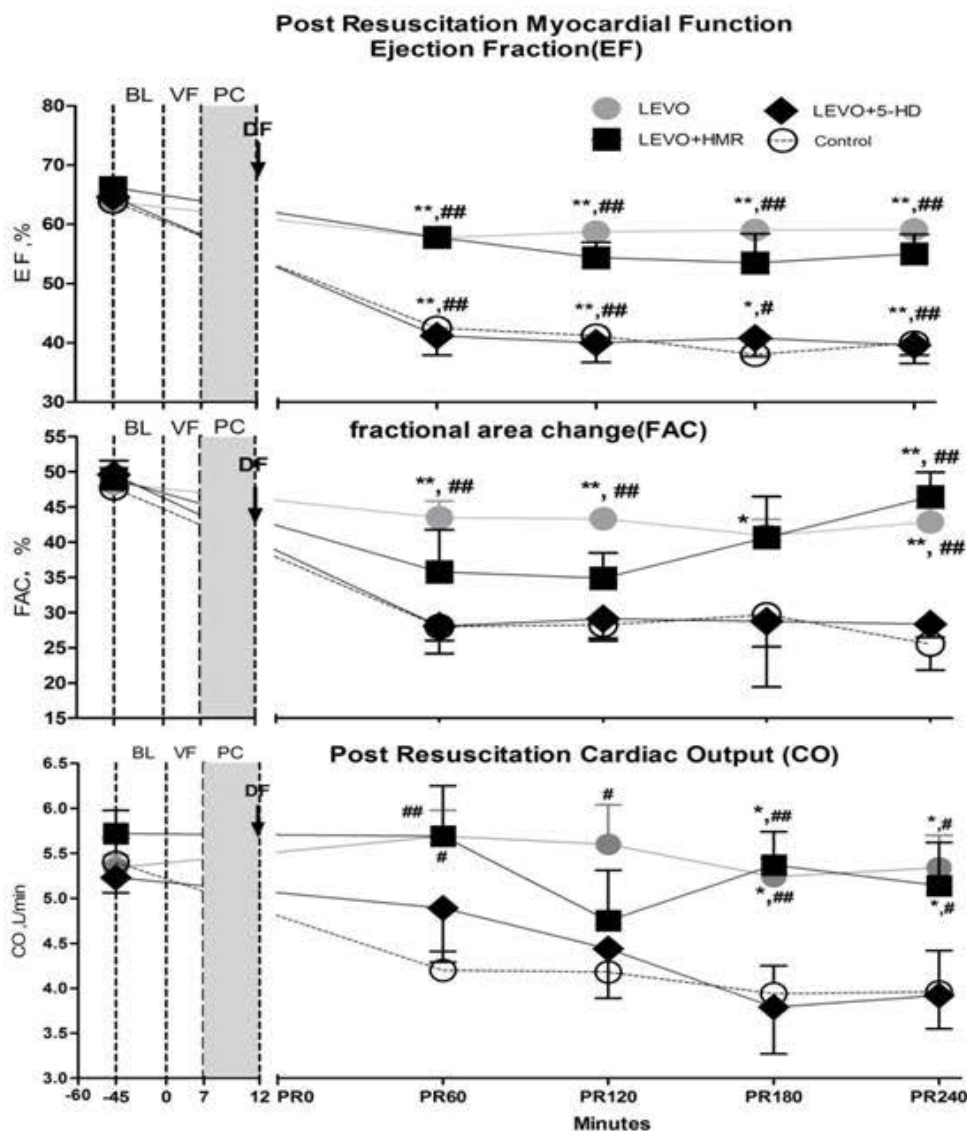 Post Resuscitation Myocardial Function
Ejection Fraction(EF)
BL VF PC
DF
LEVO
LEVO+5-HD
LEVO+HMR
Control
80
70
60
50
40
30
EF,%
**,## **,## **,## **,##
**,## **,## *,# **,##
BL VF PC
fractional area change(FAC)
DF
55
50
45
40
35
30
25
20
15
FAC, %
**, ## **, ## * **, ##
**, ##
BL VF PC
Post Resuscitation Cardiac Output (CO)
DF
6.5
6.0
5.5
5.0
4.5
4.0
3.5
3.0
CO,L/min
## # *,## *,#
# *,## *,#
-60 -45 0 7 12 PR0 PR60 PR120 PR180 PR240
Minutes